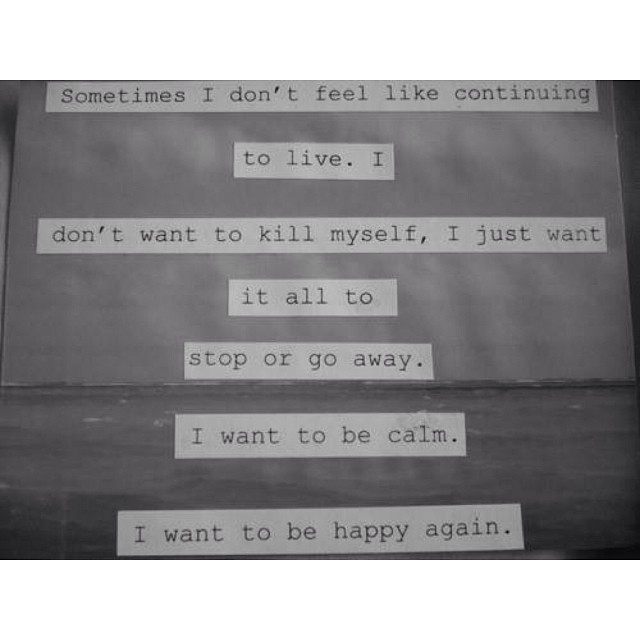 Sometimes I don't feel like continuing
to live. I
don't want to kill myself, I just want
it all to
stop or go away.
I want to be calm.
I want to be happy again.